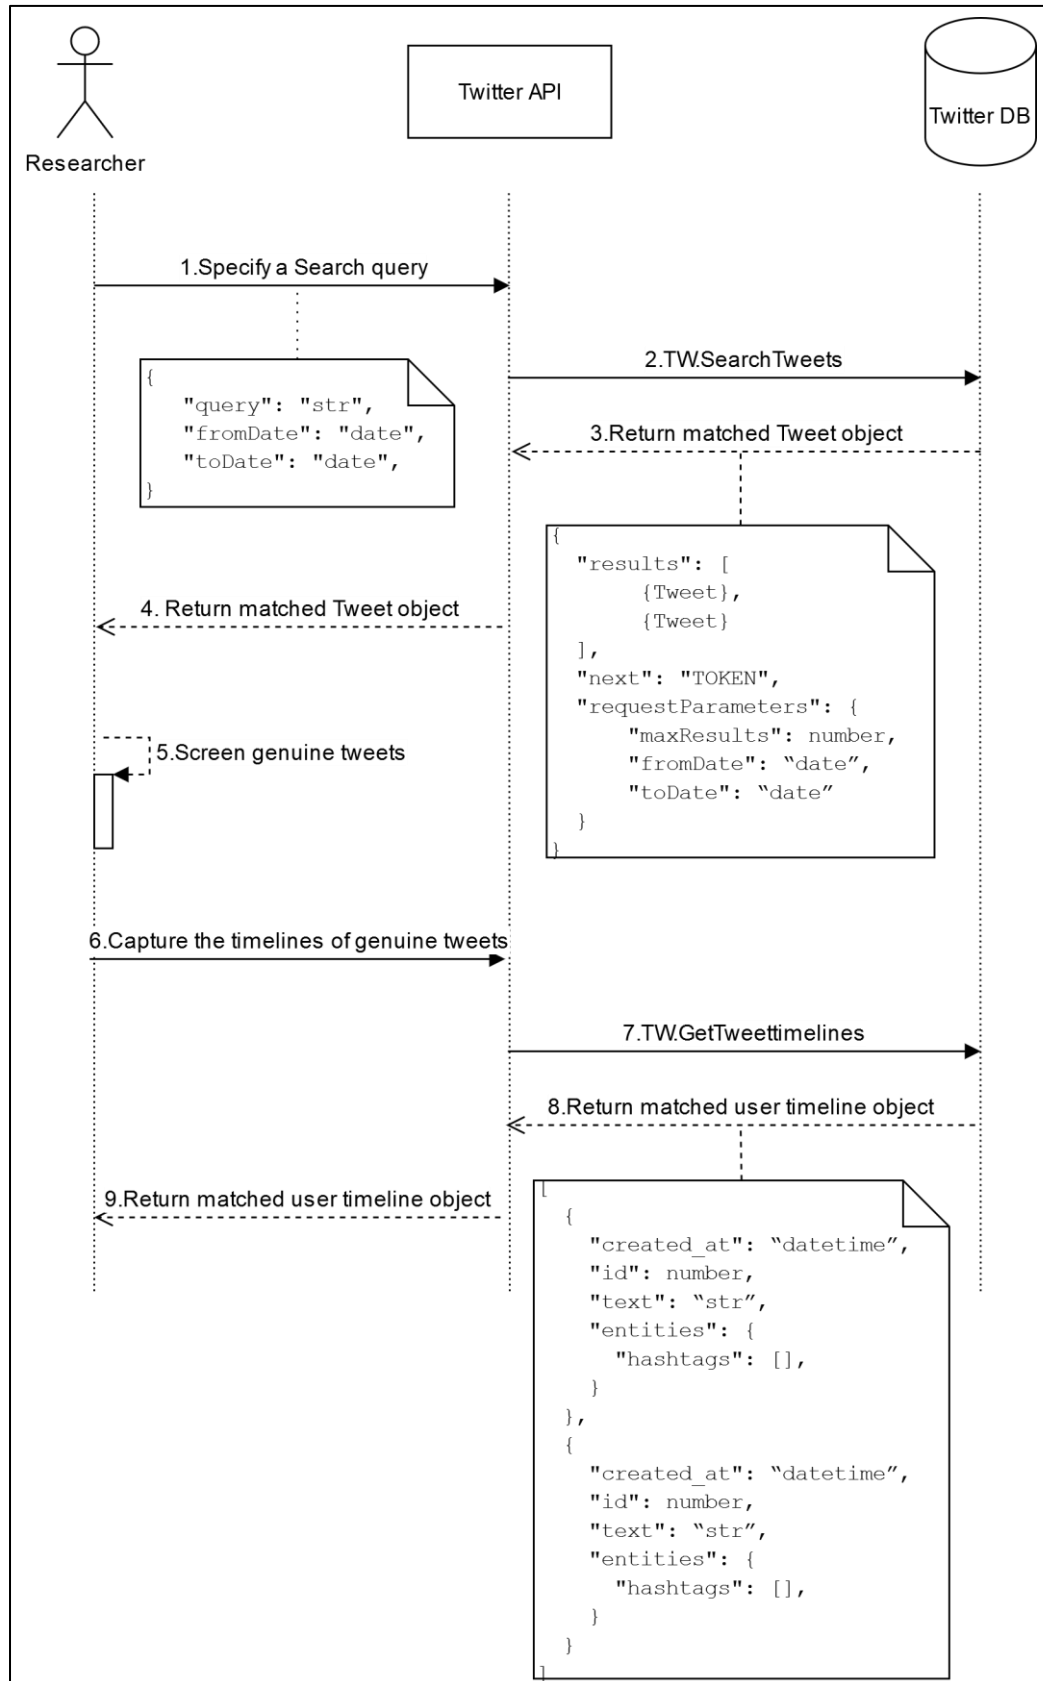 Researcher
Twitter API
Twitter DB
1.Specify a Search query
{
"query": "str",
"fromDate": "date",
"toDate": "date",
}
2.TW.SearchTweets
3.Return matched Tweet object
{
"results": [
{Tweet},
{Tweet}
],
"next": "TOKEN",
"requestParameters": {
"maxResults": number,
"fromDate": “date”,
"toDate": “date”
}
}
4. Return matched Tweet object
5.Screen genuine tweets
6.Capture the timelines of genuine tweets
7.TW.GetTweettimelines
8.Return matched user timeline object
9.Return matched user timeline object
[
{
"created_at": “datetime”,
"id": number,
"text": “str”,
"entities": {
"hashtags": [],
}
},
{
"created_at": “datetime”,
"id": number,
"text": “str”,
"entities": {
"hashtags": [],
}
}
]